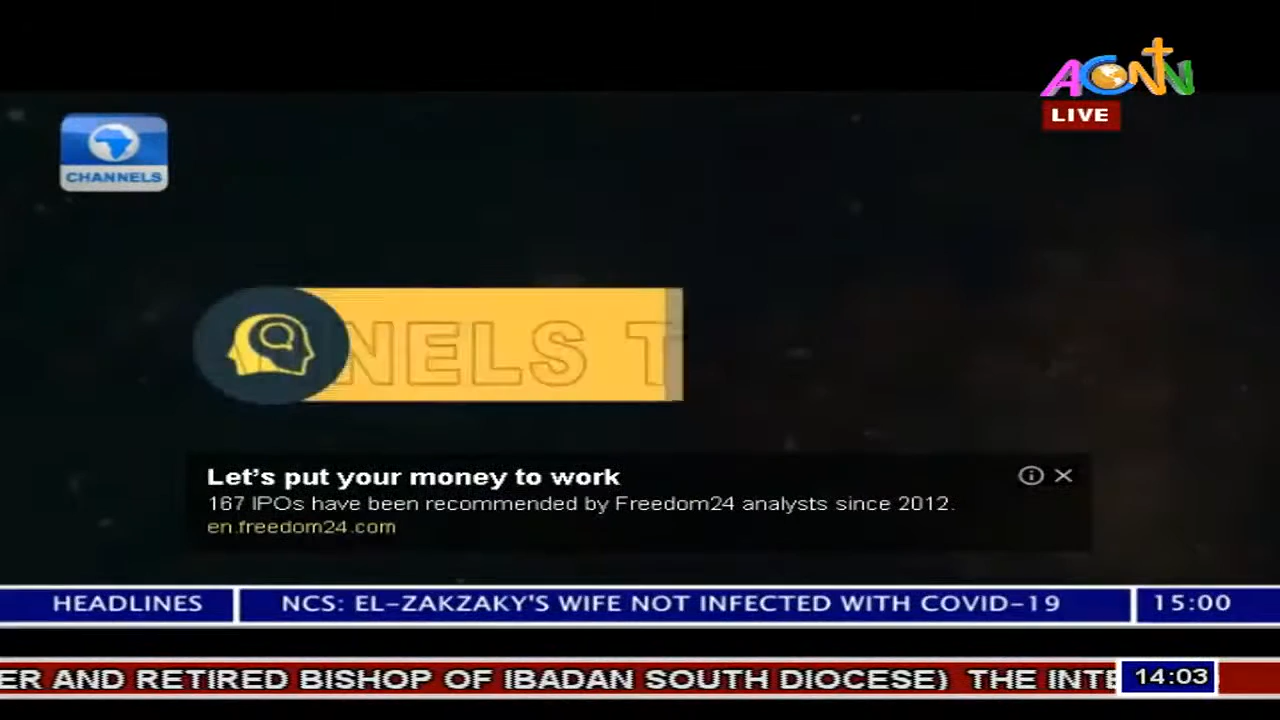 ACNN
LIVE
CHANNELS
NELS T
Let's put your money to work
167 IPOs have been recommended by Freedom24 analysts since 2012.
en.freedom24.com
HEADLINES
NCS: EL-ZAKZAKY'S WIFE NOT INFECTED WITH COVID-19
15:00
ER AND RETIRED BISHOP OF IBADAN SOUTH DIOCESE) THE INTE
14:03